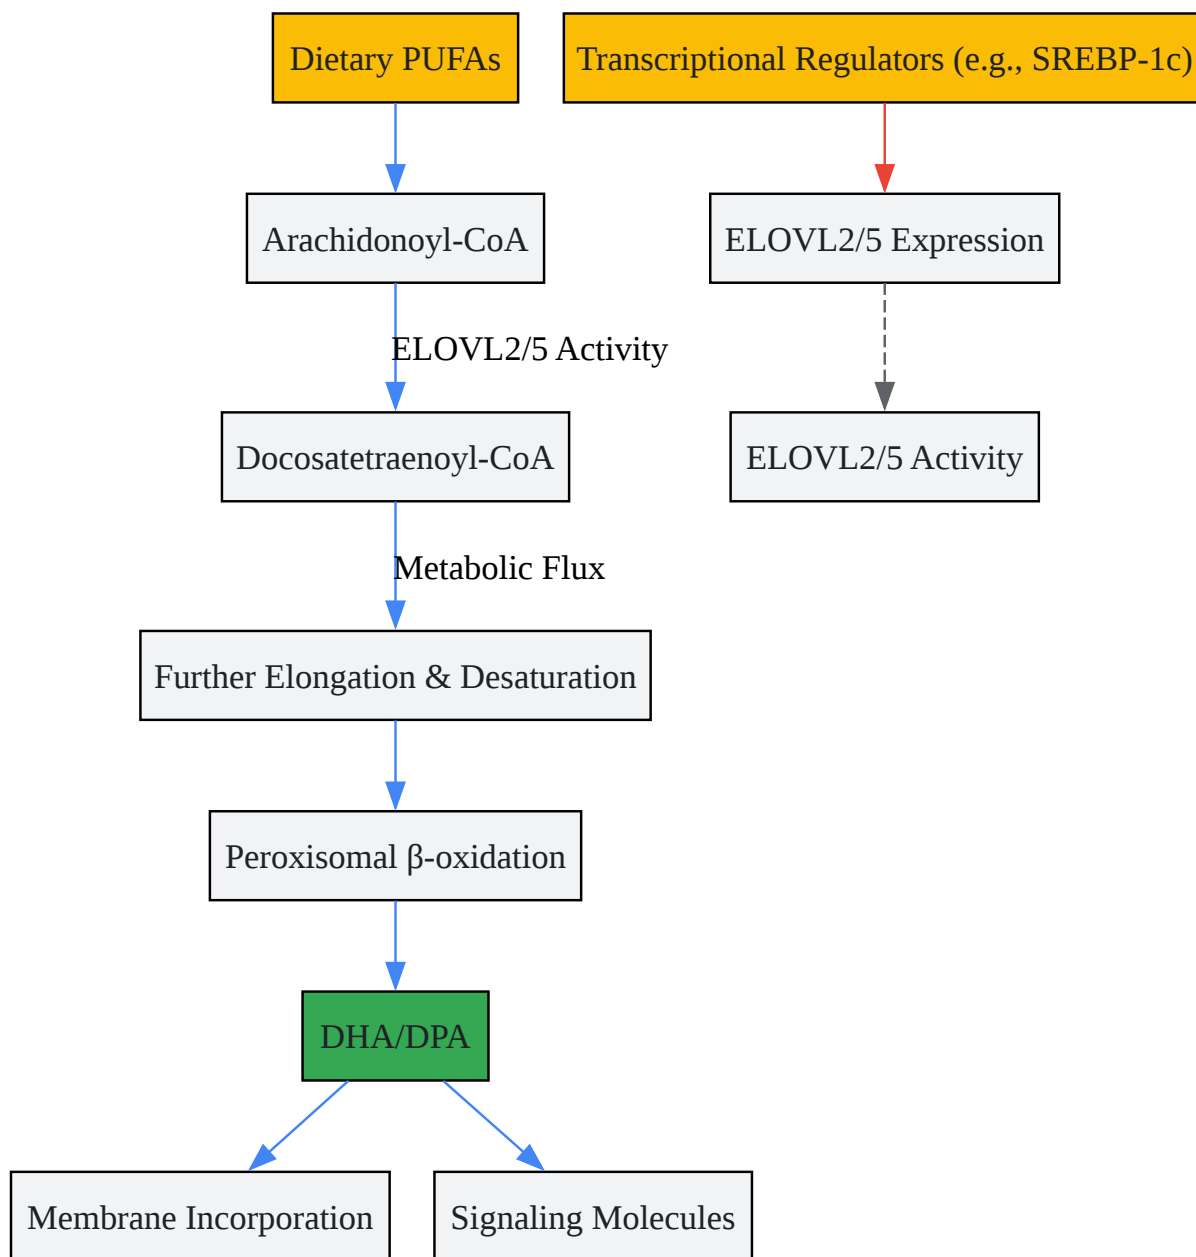 Dietary PUFAs
Transcriptional Regulators (e.g., SREBP-1c)
Arachidonoyl-CoA
ELOVL2/5 Expression
ELOVL2/5 Activity
Docosatetraenoyl-CoA
ELOVL2/5 Activity
Metabolic Flux
Further Elongation & Desaturation
Peroxisomal β-oxidation
DHA/DPA
Membrane Incorporation
Signaling Molecules